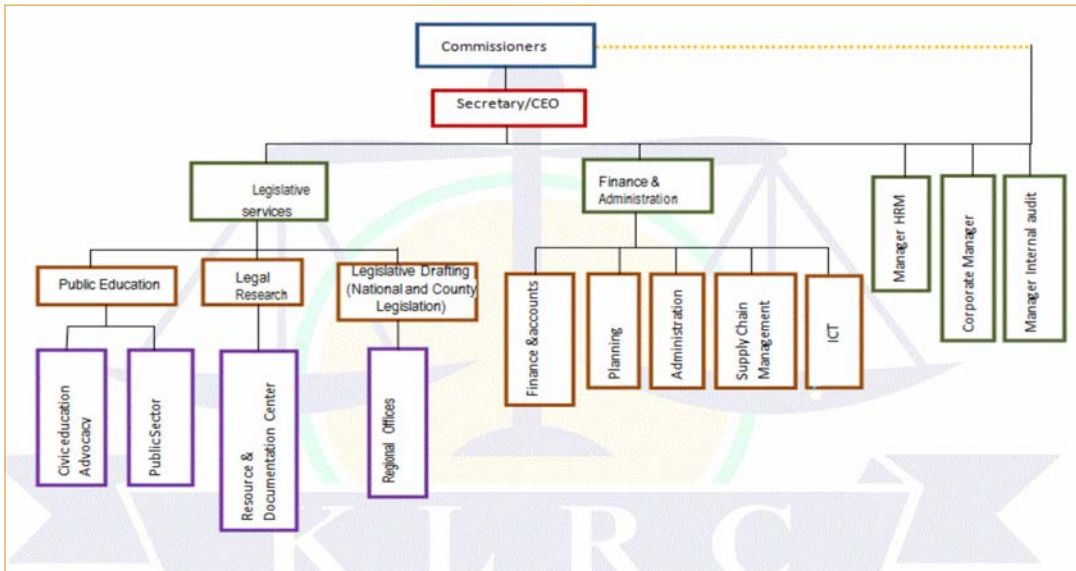 Commissioners
Secretary/CEO
Legislative
services
Finance &
Administration
Manager HRM
Corporate Manager
Manager Internal audit
Public Education
Legal
Research
Legislative Drafting
(National and County
Legislation)
Finance &accounts
Planning
Administration
Supply Chain
Management
ICT
Civic education
Advocacy
PublicSector
Resource &
Documentation Center
Regional Offices
KLRC